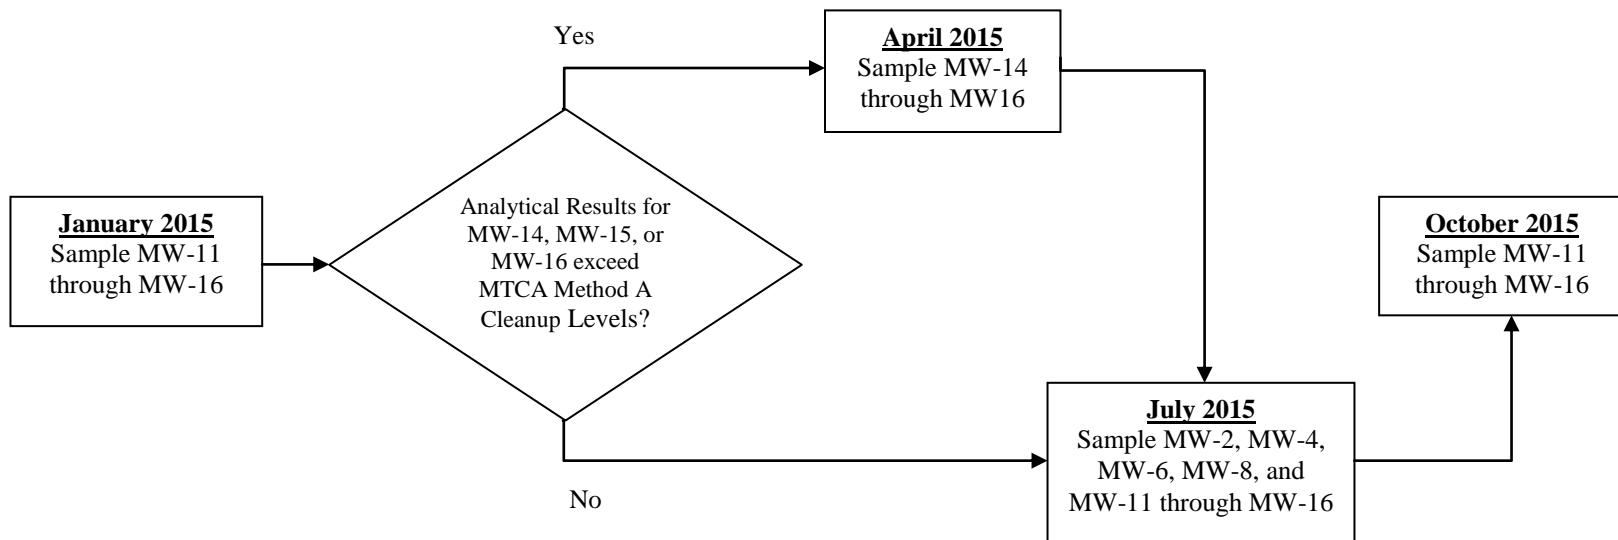 Yes
April 2015
Sample MW-14
through MW16
January 2015
Sample MW-11
through MW-16
Analytical Results for
MW-14, MW-15, or
MW-16 exceed
MTCA Method A
Cleanup Levels?
October 2015
Sample MW-11
through MW-16
July 2015
Sample MW-2, MW-4,
MW-6, MW-8, and
MW-11 through MW-16
No